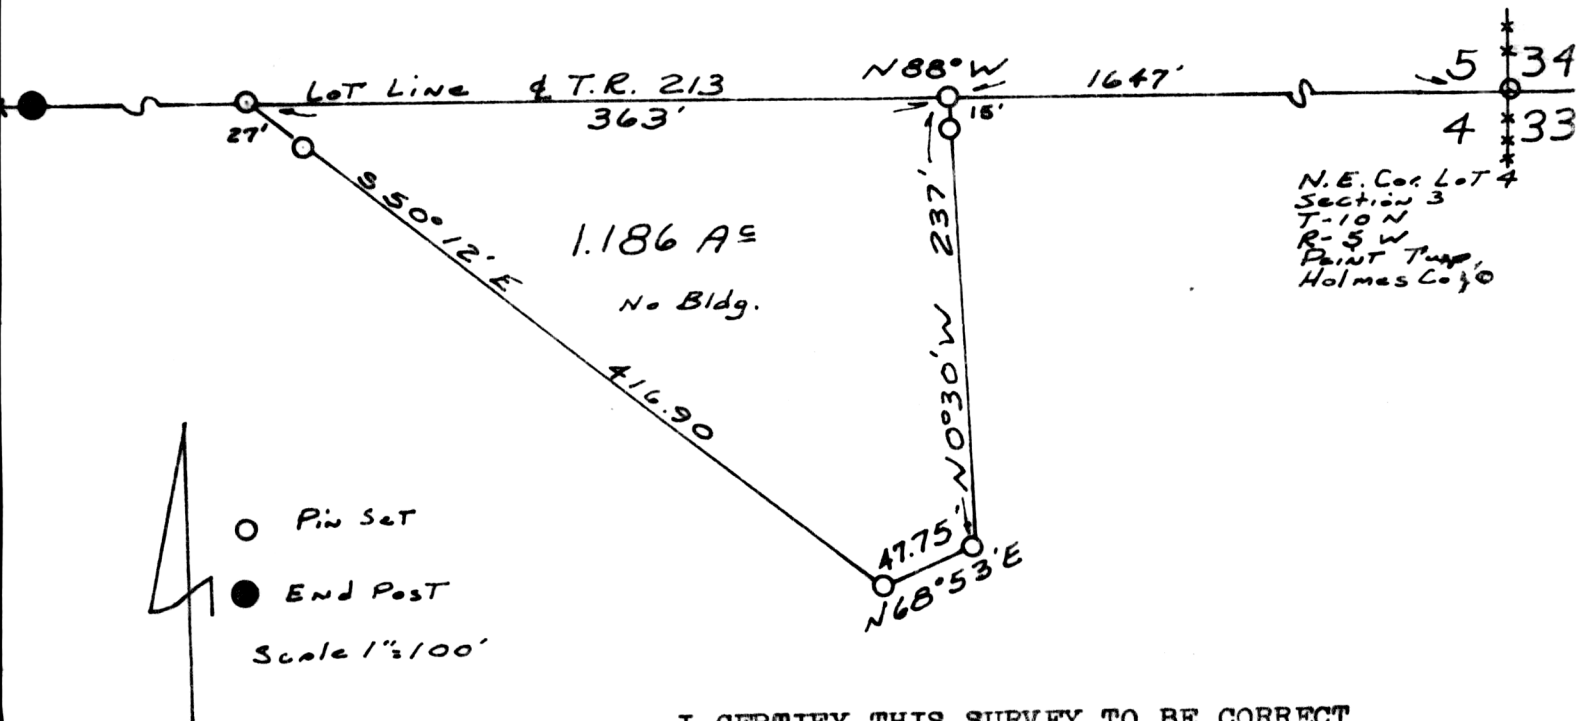 N88°W
1647'
5 34
LOT Line ¢ T.R. 213
363'
15'
27'
4 33
N.E. Cor. LoT 4
Section 3
T-10 N
R-5 W
Paint Twp.
Holmes Co., O
S 50° 12' E
416.90
1.186 Ac
No Bldg.
N0°30'W 237'
47.75'
N68°53'E
Pin Set
End Post
Scale 1"=100'
I CERTIFY THIS SURVEY TO BE CORRECT